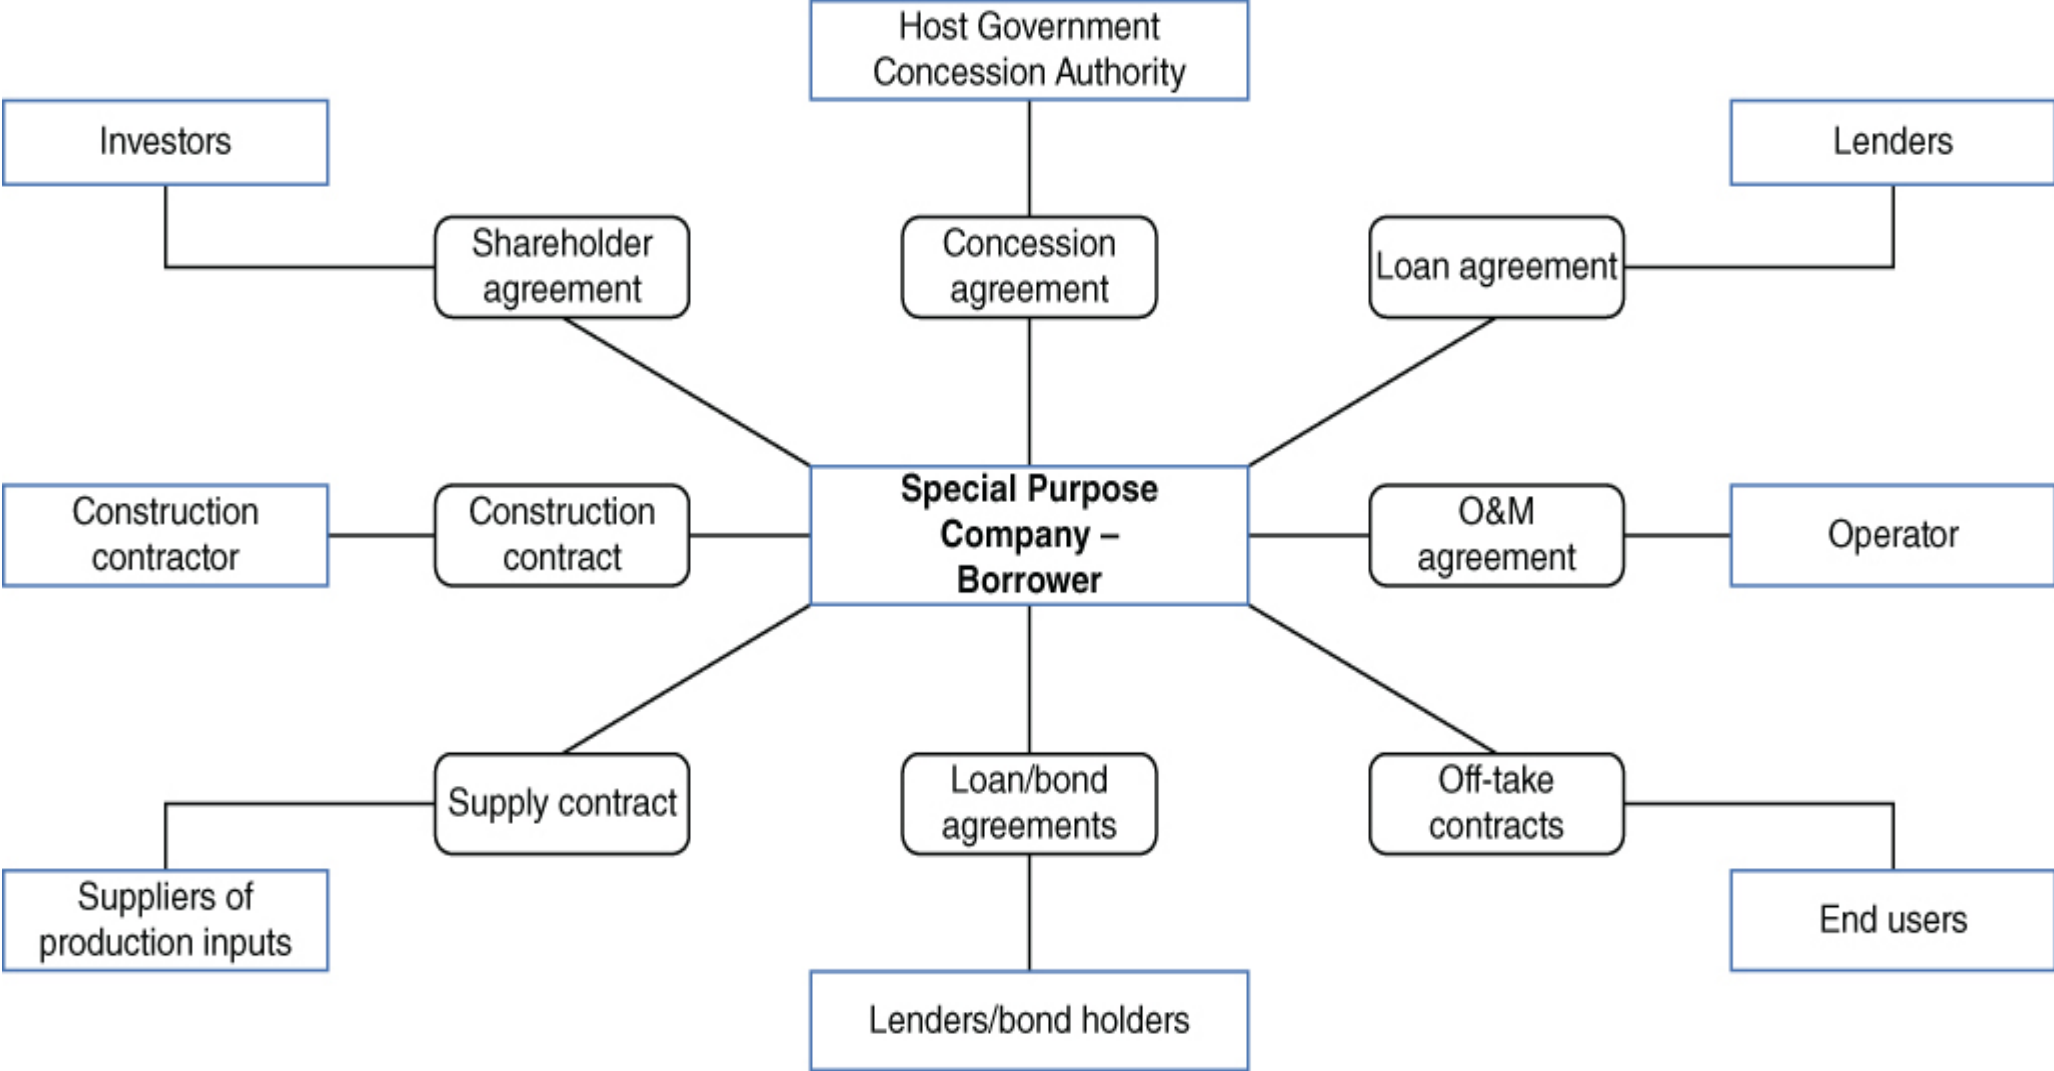 Host Government
Concession Authority
Investors
Lenders
Shareholder
agreement
Concession
agreement
Loan agreement
Construction
contractor
Construction
contract
Special Purpose
Company –
Borrower
O&M
agreement
Operator
Supply contract
Loan/bond
agreements
Off-take
contracts
Suppliers of
production inputs
End users
Lenders/bond holders